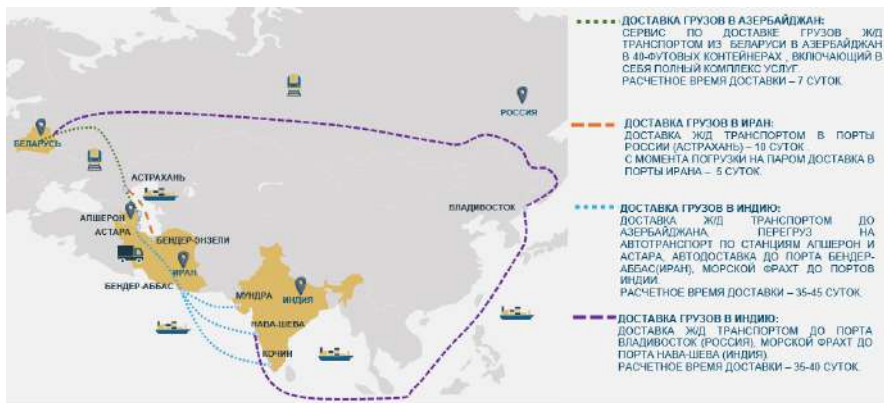 РОССИЯ
БЕЛАРУСЬ
АСТРАХАНЬ
ВЛАДИВОСТОК
АПШЕРОН
АСТАРА
БЕНДЕР-ЭНЗЕЛИ
ИРАН
БЕНДЕР-АББАС
МУНДРА
ИНДИЯ
НАВА-ШЕВА
КОЧИН
ДОСТАВКА ГРУЗОВ В АЗЕРБАЙДЖАН:
СЕРВИС ПО ДОСТАВКЕ ГРУЗОВ Ж/Д
ТРАНСПОРТОМ ИЗ БЕЛАРУСИ В АЗЕРБАЙДЖАН
В 40-ФУТОВЫХ КОНТЕЙНЕРАХ , ВКЛЮЧАЮЩИЙ В
СЕБЯ ПОЛНЫЙ КОМПЛЕКС УСЛУГ.
РАСЧЕТНОЕ ВРЕМЯ ДОСТАВКИ – 7 СУТОК.
ДОСТАВКА ГРУЗОВ В ИРАН:
ДОСТАВКА Ж/Д ТРАНСПОРТОМ В ПОРТЫ
РОССИИ (АСТРАХАНЬ) – 10 СУТОК.
С МОМЕНТА ПОГРУЗКИ НА ПАРОМ ДОСТАВКА В
ПОРТЫ ИРАНА – 5 СУТОК.
ДОСТАВКА ГРУЗОВ В ИНДИЮ:
ДОСТАВКА Ж/Д ТРАНСПОРТОМ ДО
АЗЕРБАЙДЖАНА, ПЕРЕГРУЗ НА
АВТОТРАНСПОРТ ПО СТАНЦИЯМ АПШЕРОН И
АСТАРА, АВТОДОСТАВКА ДО ПОРТА БЕНДЕР-
АББАС(ИРАН), МОРСКОЙ ФРАХТ ДО ПОРТОВ
ИНДИИ.
РАСЧЕТНОЕ ВРЕМЯ ДОСТАВКИ – 35-45 СУТОК.
ДОСТАВКА ГРУЗОВ В ИНДИЮ:
ДОСТАВКА Ж/Д ТРАНСПОРТОМ ДО ПОРТА
ВЛАДИВОСТОК (РОССИЯ), МОРСКОЙ ФРАХТ ДО
ПОРТА НАВА-ШЕВА (ИНДИЯ).
РАСЧЕТНОЕ ВРЕМЯ ДОСТАВКИ – 35-40 СУТОК.